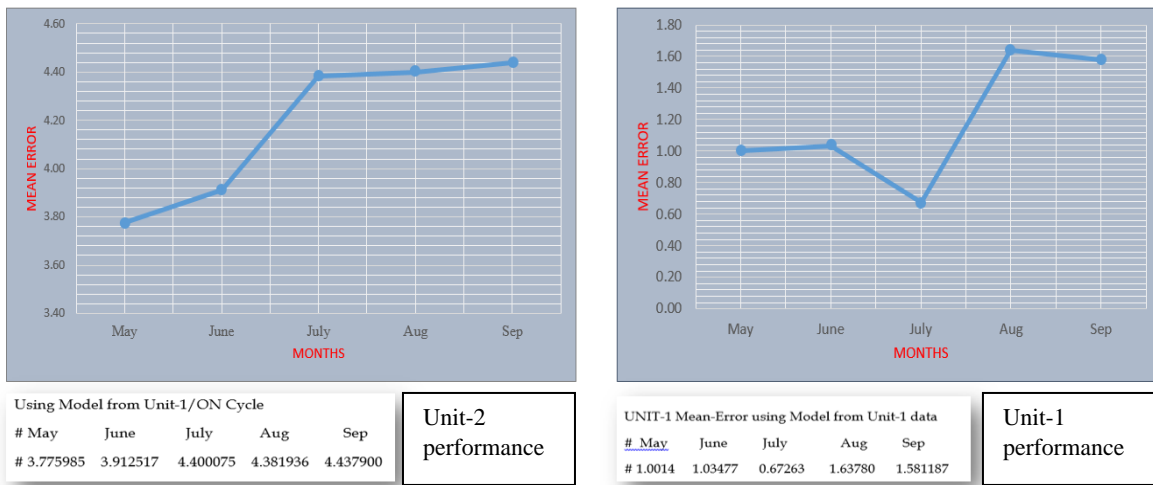 4.60
4.40
4.20
4.00
3.80
3.60
3.40
MEAN ERROR
May June July Aug Sep
MONTHS
Using Model from Unit-1/ON Cycle
# May June July Aug Sep
# 3.775985 3.912517 4.400075 4.381936 4.437900
Unit-2
performance
1.80
1.60
1.40
1.20
1.00
0.80
0.60
0.40
0.20
0.00
MEAN ERROR
May June July Aug Sep
MONTHS
UNIT-1 Mean-Error using Model from Unit-1 data
# May June July Aug Sep
# 1.0014 1.03477 0.67263 1.63780 1.581187
Unit-1
performance